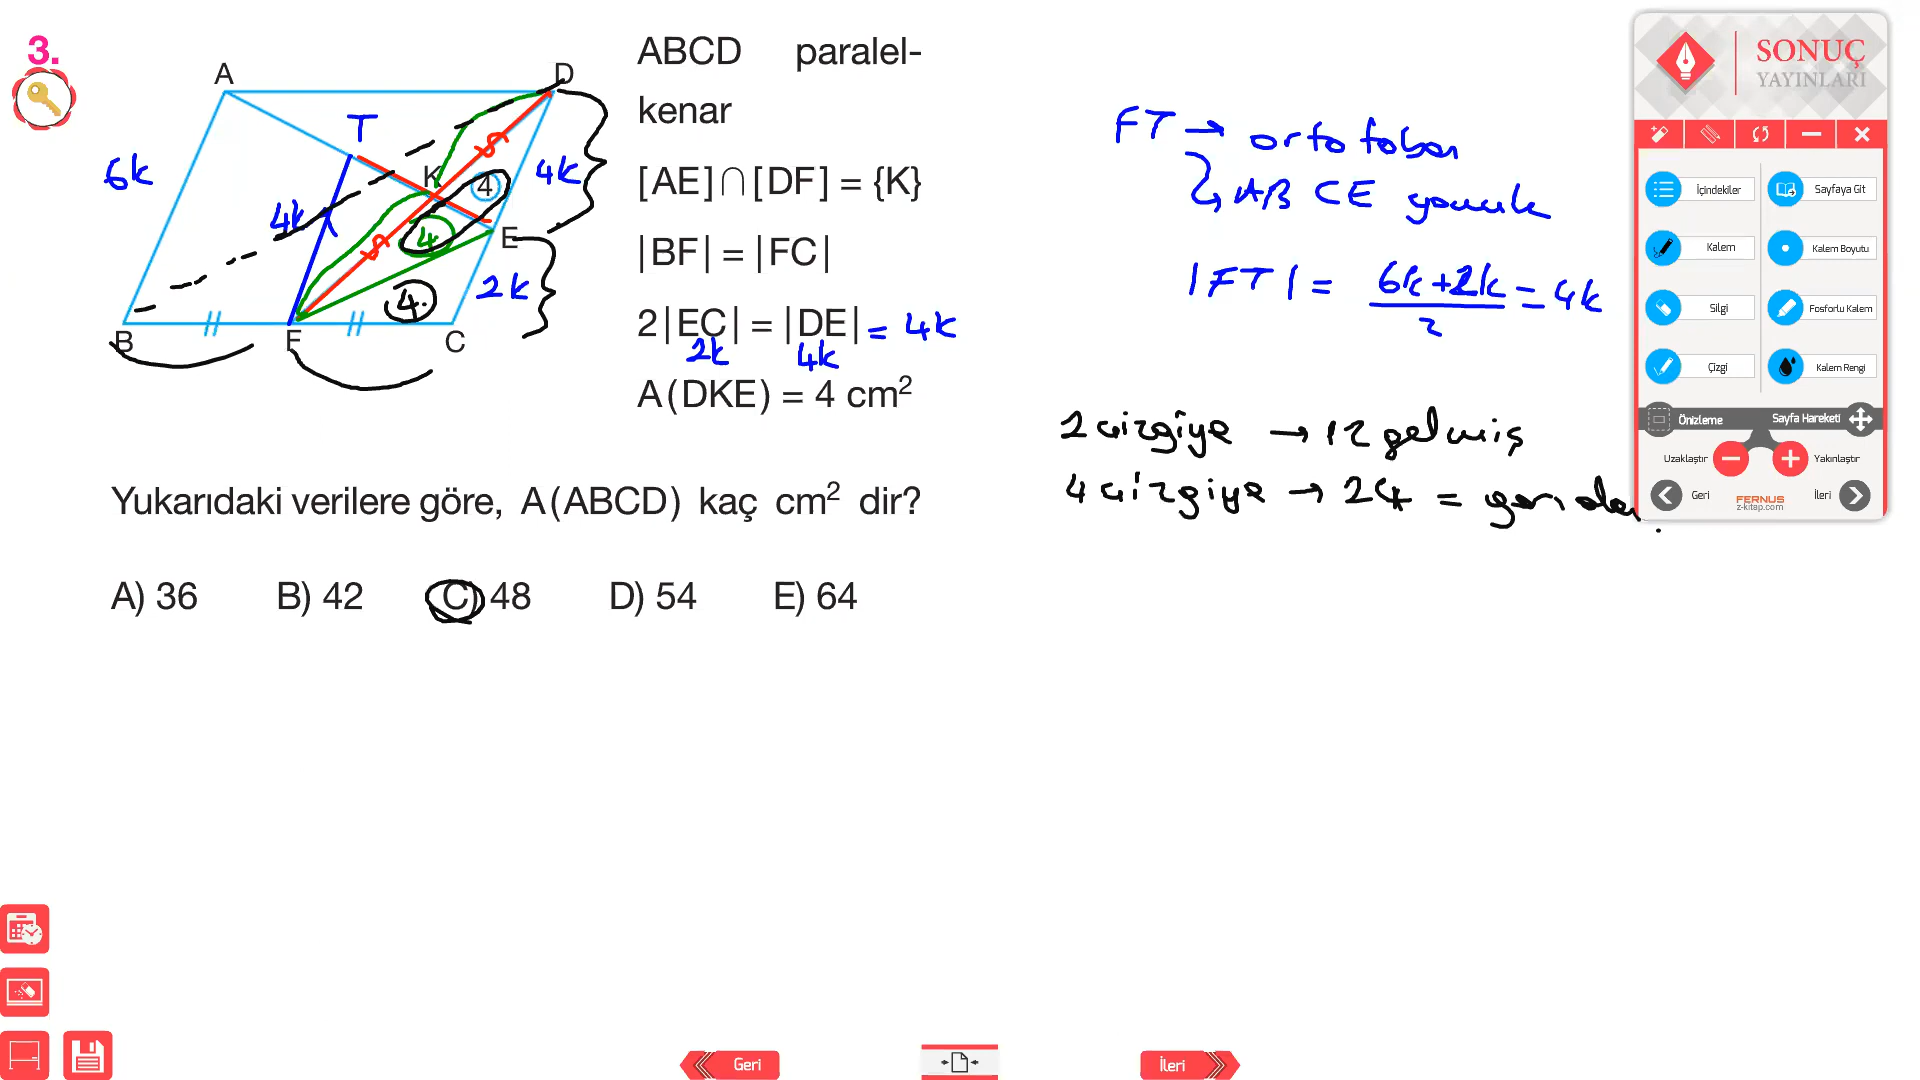 3.
A
D
ABCD paralel-
kenar
T
6k
K
4
4k
[AE]∩[DF] = {K}
4k
4
E
|BF| = |FC|
4.
2k
B
F
C
2|EC| = |DE| = 4k
2k 4k
A(DKE) = 4 cm²
Yukarıdaki verilere göre, A(ABCD) kaç cm² dir?
A) 36 B) 42 C) 48 D) 54 E) 64
FT → orta taban
ABCE yamuk
|FT| = 6k+2k / 2 = 4k
2 çizgiye → 12 gelmiş
4 çizgiye → 24 =
SONUÇ
YAYINLARI
İçindekiler Sayfaya Git
Kalem Kalem Boyutu
Silgi Fosforlu Kalem
Çizgi Kalem Rengi
Önizleme Sayfa Hareketi
Uzaklaştır Yakınlaştır
Geri FERNUS İleri
z-kitap.com
Geri İleri